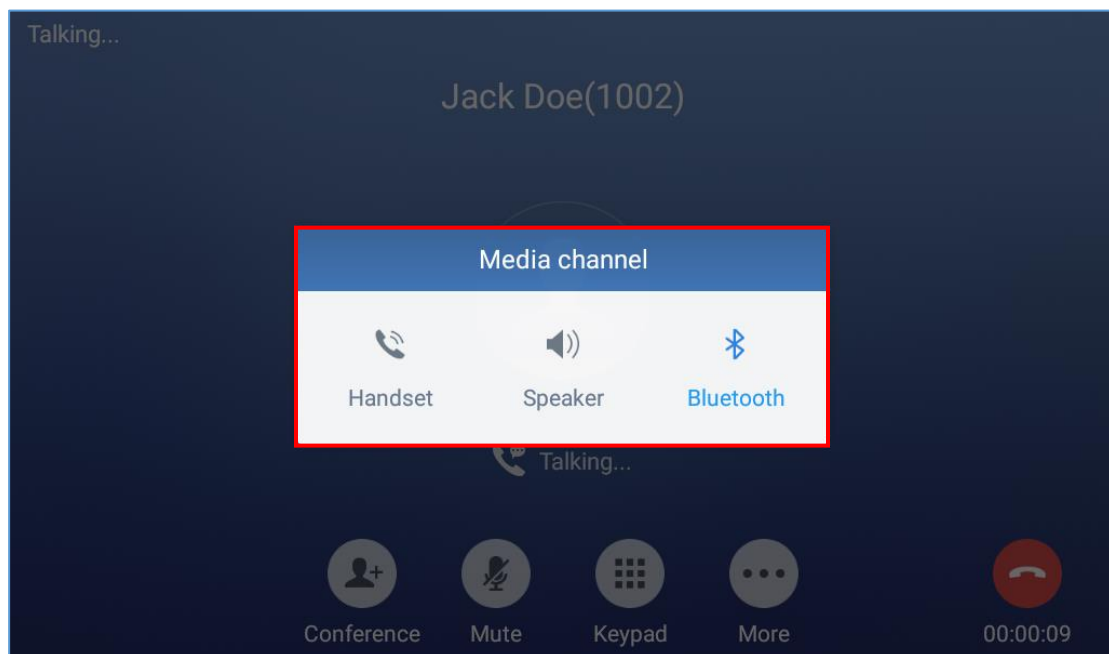 Talking...
Jack Doe(1002)
Media channel
Handset Speaker Bluetooth
Talking...
Conference Mute Keypad More 00:00:09